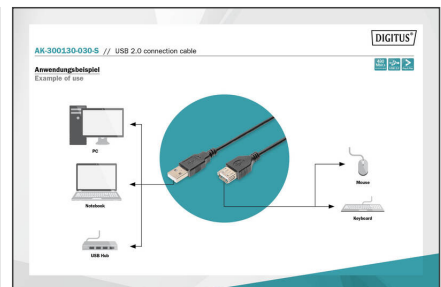 DIGITUS®
AK-300130-030-S // USB 2.0 connection cable
Anwendungsbeispiel
Example of use
PC
Notebook
USB Hub
Mouse
Keyboard